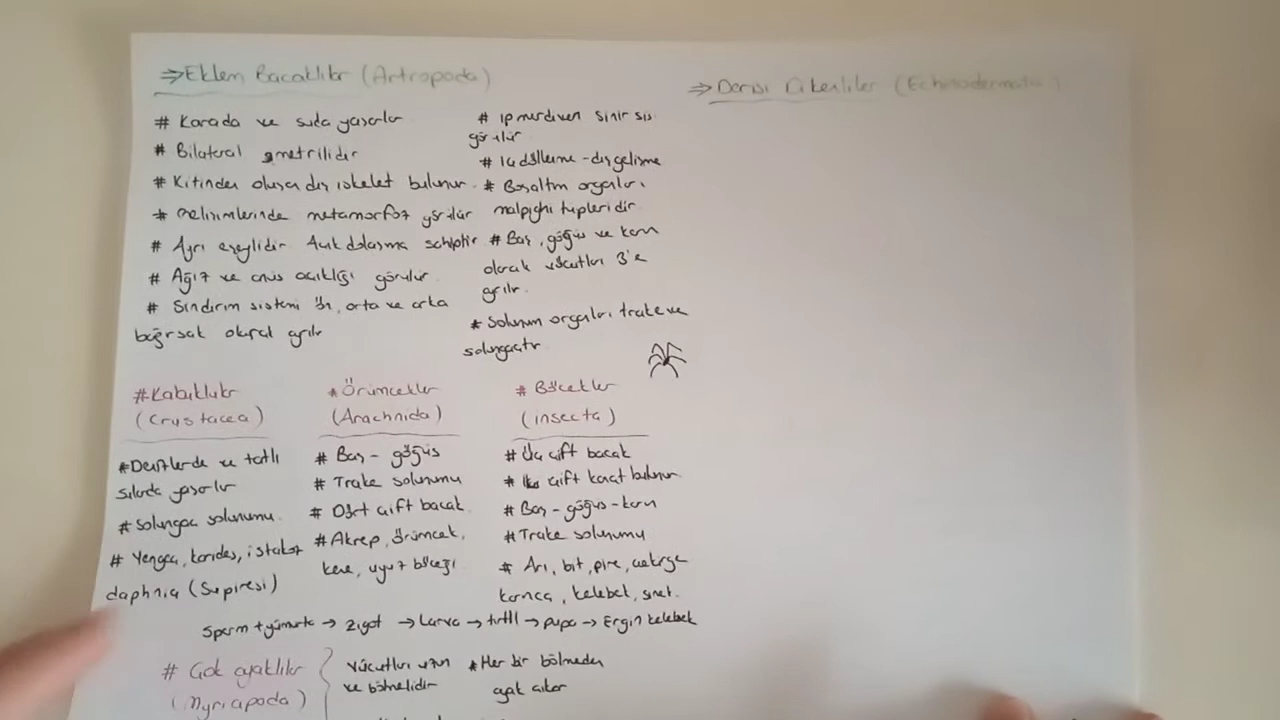 ⇒Eklem Bacaklılar (Artropoda)
# Karada ve suda yaşarlar
# Bilateral simetrilidir
# Kitinden oluşan dış iskelet bulunur.
# Gelişimlerinde metamorfoz görülür
# Ayrı eşeylidir. Açık dolaşıma sahiptir
# Ağız ve anüs açıklığı görülür.
# Sindirim sistemi ön, orta ve arka
bağırsak olarak ayrılır
# ip merdiven sinir sis
görülür
# İç döllenme - dış gelişme
# Boşaltım organları
malpighi tüpleridir
# Baş, göğüs ve karın
olarak vücutları 3'e
ayrılır.
# Solunum organları trake ve
solungaçtır
⇒ Derisi Dikenliler (Echinodermata)
#Kabuklular
(Crustacea)
#Denizlerde ve tatlı
sularda yaşarlar
# Solungaç solunumu.
# Yengeç, karides, istakoz
daphnia (Su piresi)
# Örümcekler
(Arachnida)
# Baş - göğüs
# Trake solunumu
# Dört çift bacak
# Akrep, örümcek,
kene, uyuz böceği
# Böcekler
(insecta)
# Üç çift bacak
# İki çift kanat bulunur
# Baş - göğüs - karın
# Trake solunumu
# Arı, bit, pire, çekirge
karınca, kelebek, sinek.
Sperm + yumurta → Zigot → Larva → tırtıl → pupa → Ergin kelebek
# Çok ayaklılar
(Myriapoda)
Vücutları uzun
ve bölmelidir
# Her bir bölmeden
ayak çıkar